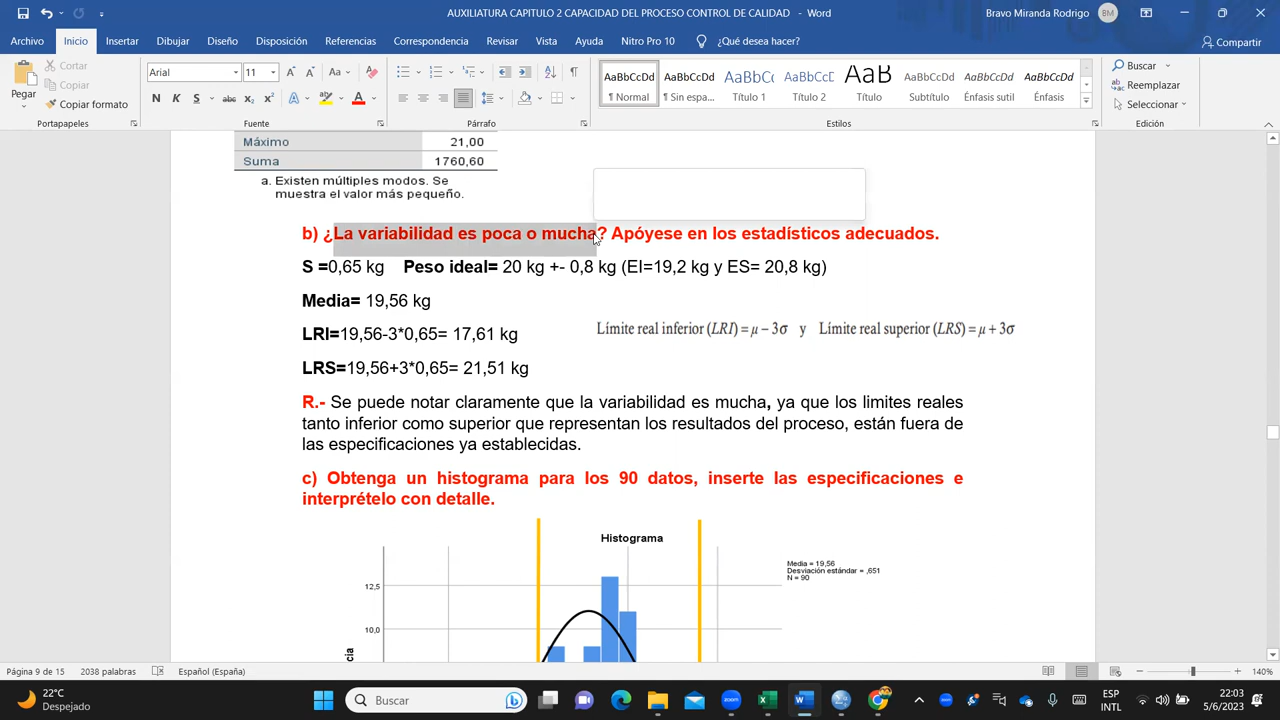 AUXILIATURA CAPITULO 2 CAPACIDAD DEL PROCESO CONTROL DE CALIDAD - Word
Bravo Miranda Rodrigo
BM
Archivo Inicio Insertar Dibujar Diseño Disposición Referencias Correspondencia Revisar Vista Ayuda Nitro Pro 10 ¿Qué desea hacer? Compartir
Pegar
Cortar
Copiar
Copiar formato
Portapapeles
Arial 11
Fuente
Párrafo
AaBbCcDd ¶ Normal
AaBbCcDd ¶ Sin espa...
AaBbCc Título 1
AaBbCcD Título 2
AaB Título
AaBbCcD Subtítulo
AaBbCcDd Énfasis sutil
AaBbCcDd Énfasis
Estilos
Buscar
Reemplazar
Seleccionar
Edición
Máximo 21,00
Suma 1760,60
a. Existen múltiples modos. Se
muestra el valor más pequeño.
b) ¿La variabilidad es poca o mucha? Apóyese en los estadísticos adecuados.
S =0,65 kg Peso ideal= 20 kg +- 0,8 kg (EI=19,2 kg y ES= 20,8 kg)
Media= 19,56 kg
LRI=19,56-3*0,65= 17,61 kg
Límite real inferior (LRI) = μ − 3σ y Límite real superior (LRS) = μ + 3σ
LRS=19,56+3*0,65= 21,51 kg
R.- Se puede notar claramente que la variabilidad es mucha, ya que los limites reales
tanto inferior como superior que representan los resultados del proceso, están fuera de
las especificaciones ya establecidas.
c) Obtenga un histograma para los 90 datos, inserte las especificaciones e
interprételo con detalle.
Histograma
Media = 19,56
Desviación estándar = ,651
N = 90
12,5
10,0
cia
Página 9 de 15 2038 palabras Español (España) 140%
22°C
Despejado
Buscar
zoom
zoom
ESP
INTL
22:03
5/6/2023